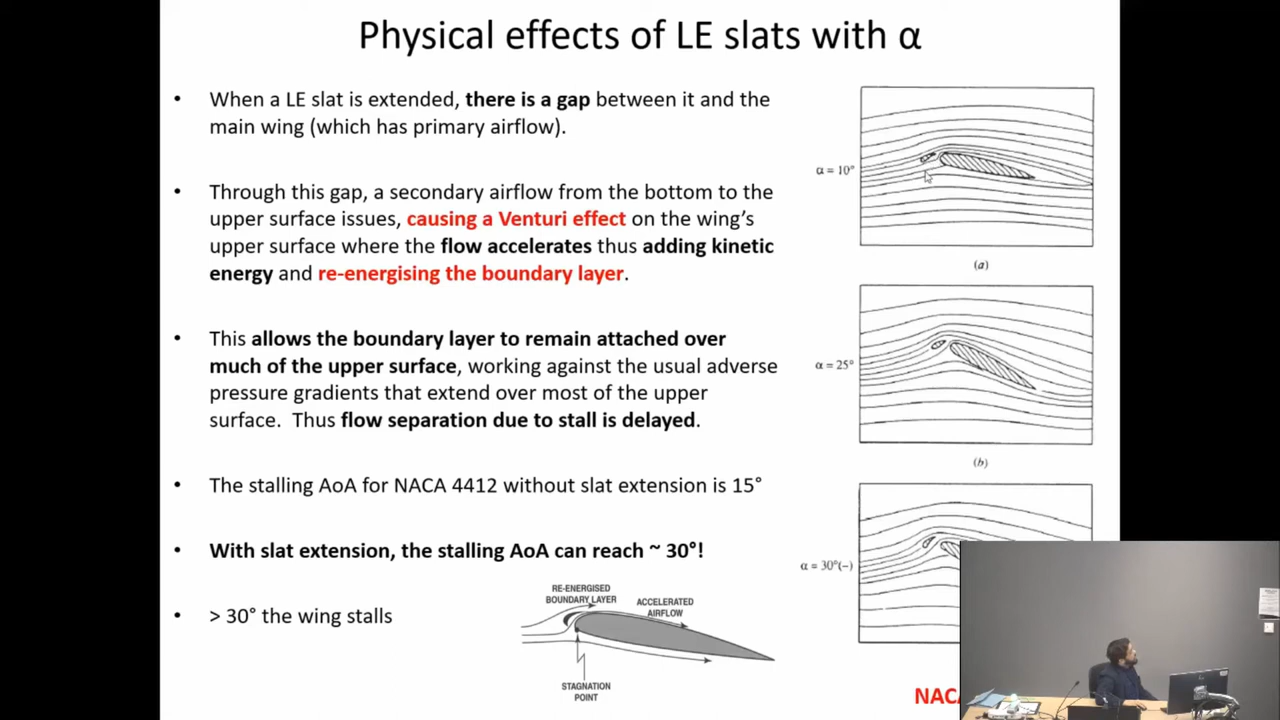 Physical effects of LE slats with α
• When a LE slat is extended, there is a gap between it and the
main wing (which has primary airflow).
• Through this gap, a secondary airflow from the bottom to the
upper surface issues, causing a Venturi effect on the wing's
upper surface where the flow accelerates thus adding kinetic
energy and re-energising the boundary layer.
• This allows the boundary layer to remain attached over
much of the upper surface, working against the usual adverse
pressure gradients that extend over most of the upper
surface. Thus flow separation due to stall is delayed.
• The stalling AoA for NACA 4412 without slat extension is 15°
• With slat extension, the stalling AoA can reach ~ 30°!
• > 30° the wing stalls
RE-ENERGISED
BOUNDARY LAYER
ACCELERATED
AIRFLOW
STAGNATION
POINT
α = 10°
(a)
α = 25°
(b)
α = 30°(−)